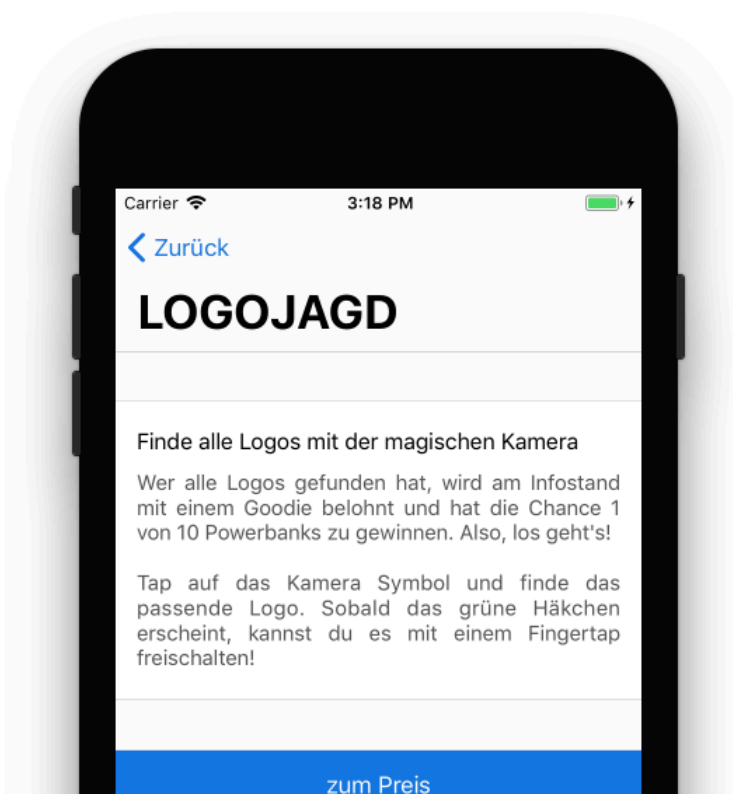 Carrier 3:18 PM
Zurück
LOGOJAGD
Finde alle Logos mit der magischen Kamera
Wer alle Logos gefunden hat, wird am Infostand
mit einem Goodie belohnt und hat die Chance 1
von 10 Powerbanks zu gewinnen. Also, los geht's!
Tap auf das Kamera Symbol und finde das
passende Logo. Sobald das grüne Häkchen
erscheint, kannst du es mit einem Fingertap
freischalten!
zum Preis